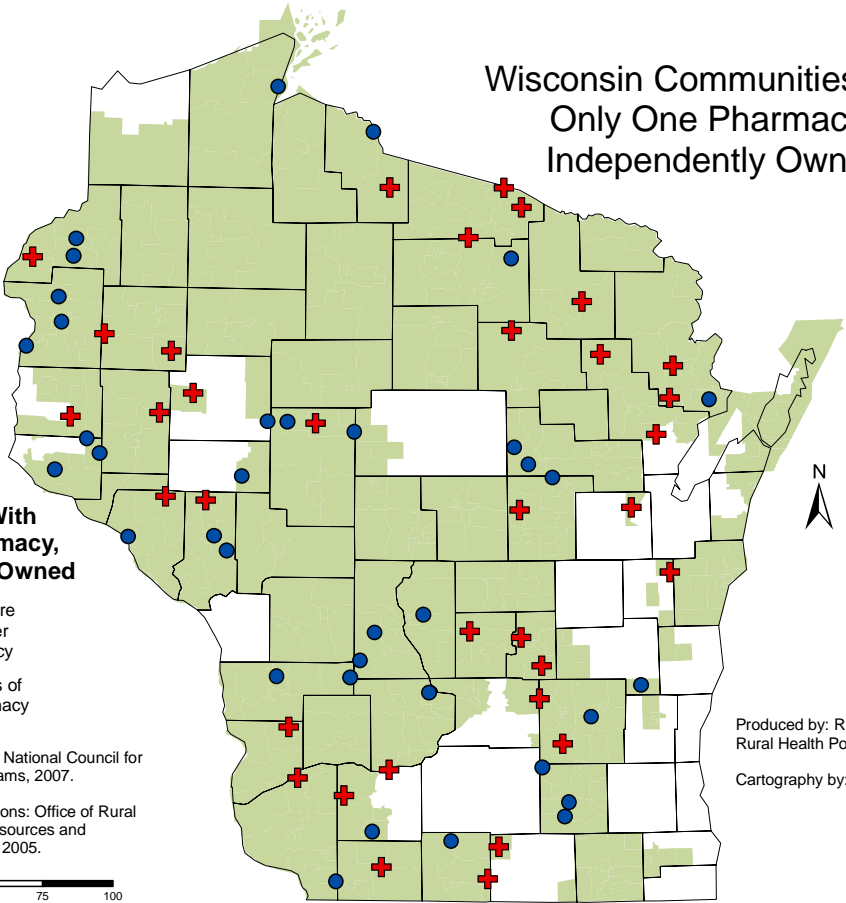 Wisconsin Communities
Only One Pharmac
Independently Own
N
With
macy,
Owned
re
er
cy
s of
macy
National Council for
ams, 2007.
ons: Office of Rural
sources and
2005.
75 100
Produced by: R
Rural Health Po
Cartography by: